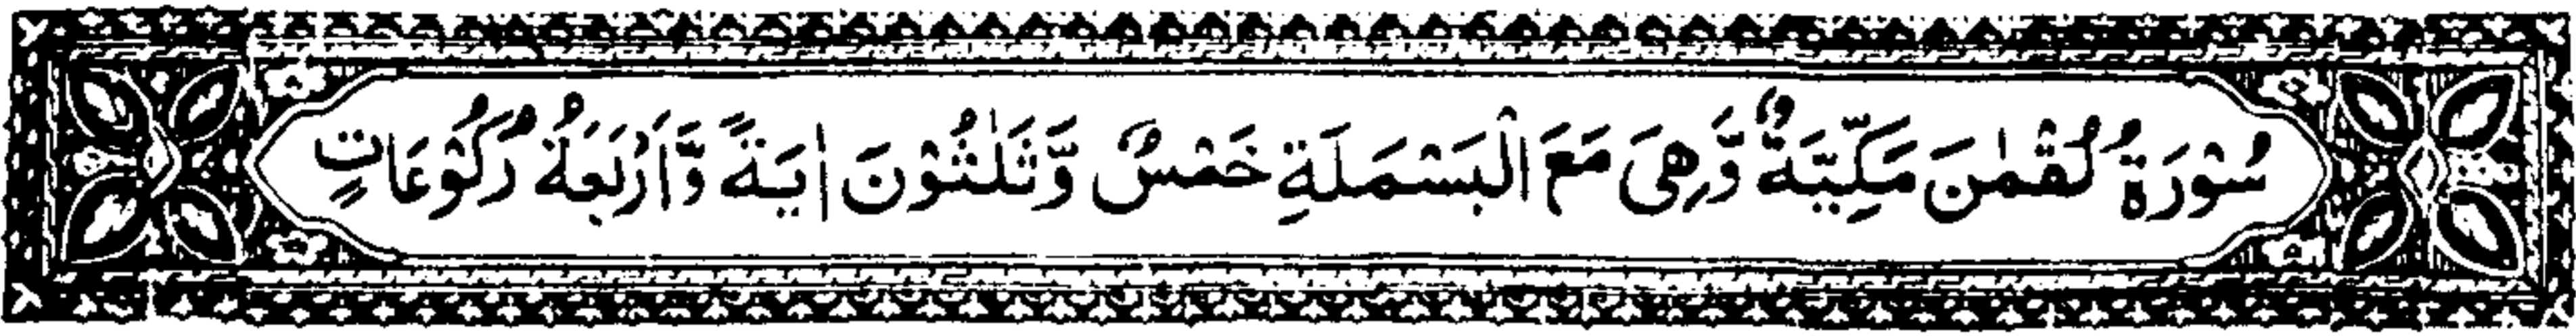 سُوْرَةُ لُقْمٰنَ مَكِّيَّةٌ وَّهِىَ مَعَ الْبَسْمَلَةِ خَمْسٌ وَّثَلٰثُوْنَ اٰيَةً وَّاَرْبَعَةُ رُكُوْعَاتٍ